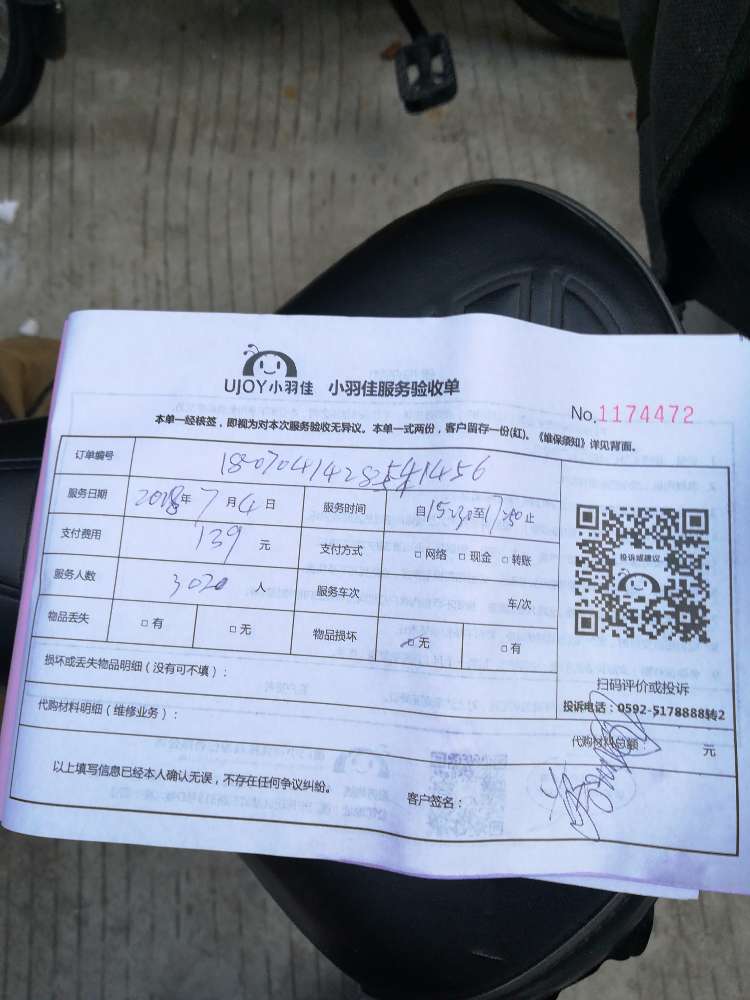 UJOY小羽佳 小羽佳服务验收单
No.1174472
本单一经核签，即视为对本次服务验收无异议。本单一式两份，客户留存一份(红)。《维保须知》详见背面。
订单编号 1807041428541456
服务日期 2018年7月4日 服务时间 自15:30至17:50止
支付费用 139 元 支付方式 □网络 □现金 □转账
服务人数 3020 人 服务车次 车/次
物品丢失 □有 □无 物品损坏 □无 □有
投诉或建议
扫码评价或投诉
投诉电话：0592-5178888转2
损坏或丢失物品明细（没有可不填）：
代购材料明细（维修业务）： 代购材料总额： 元
以上填写信息已经本人确认无误，不存在任何争议纠纷。 客户签名：